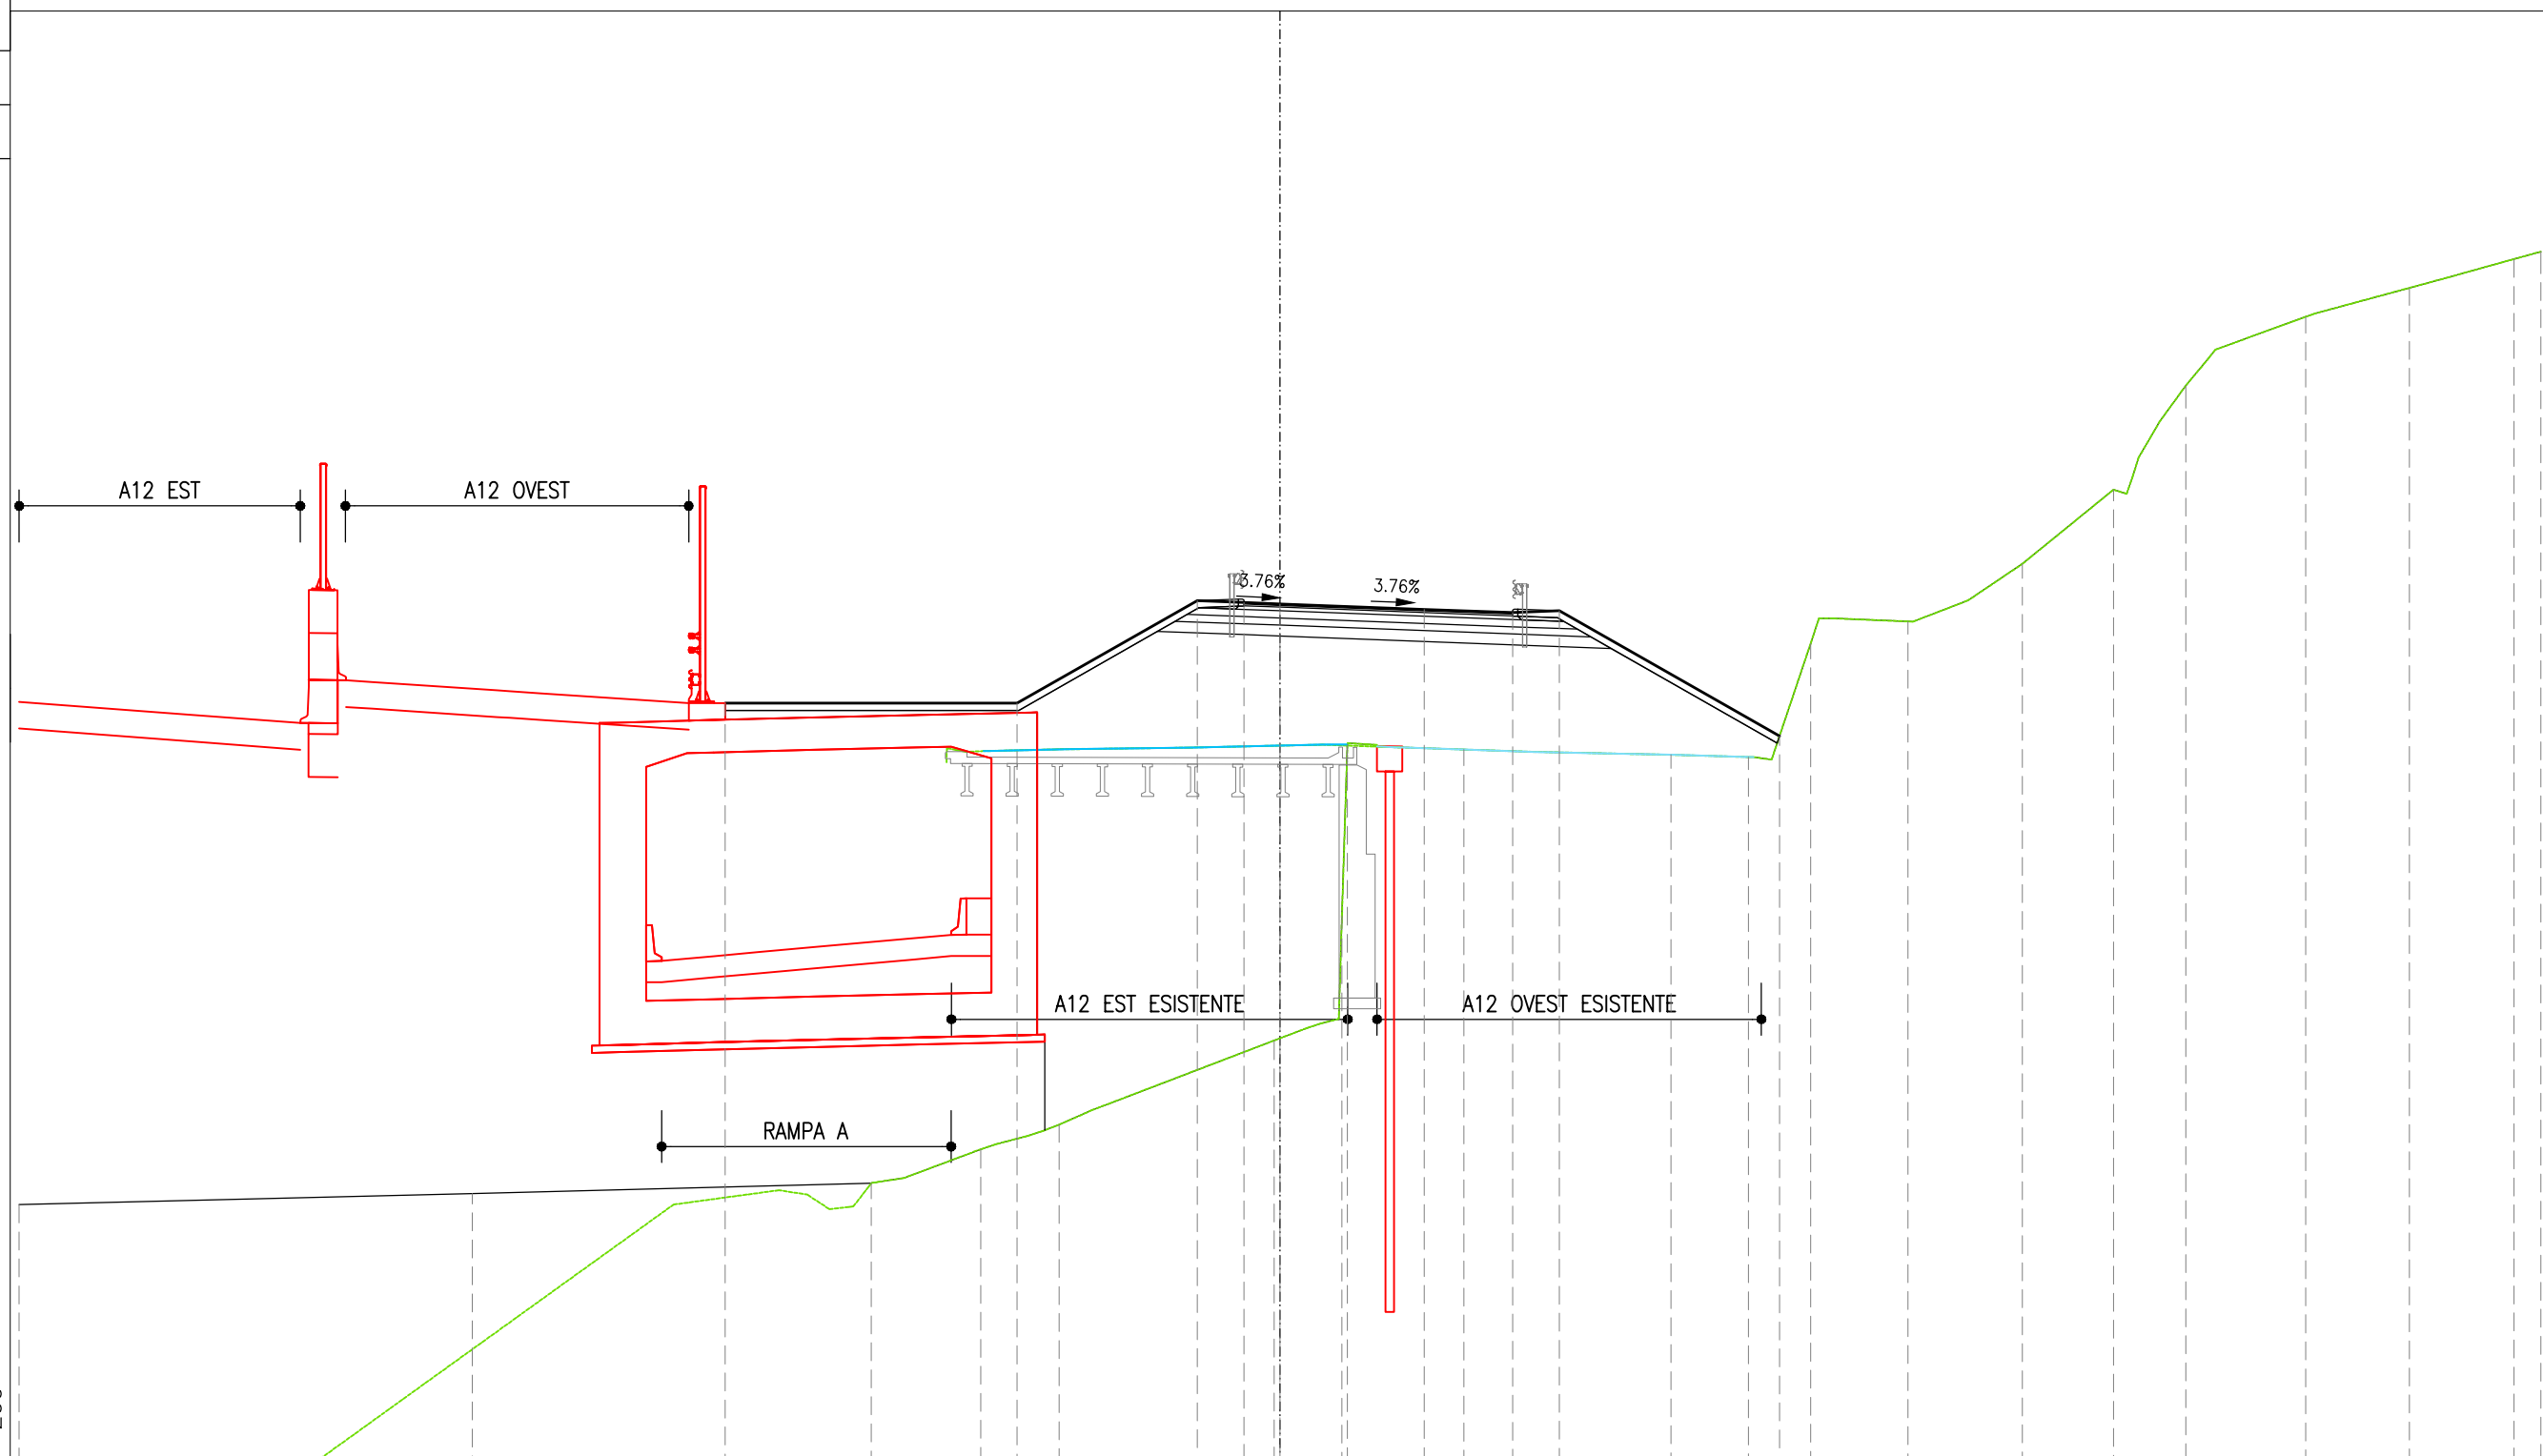 A12 EST
A12 OVEST
3.76%
3.76%
A12 EST ESISTENTE
A12 OVEST ESISTENTE
RAMPA A